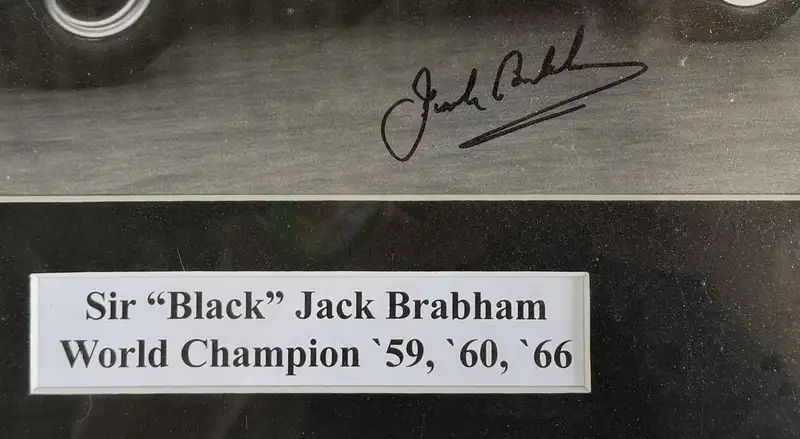 Jack Brabham
Sir “Black” Jack Brabham
World Champion `59, `60, `66